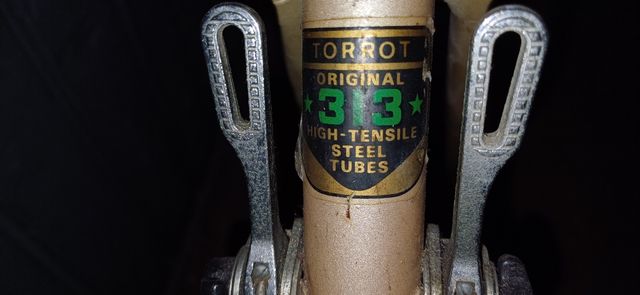 TORROT
ORIGINAL
313
HIGH-TENSILE
STEEL
TUBES